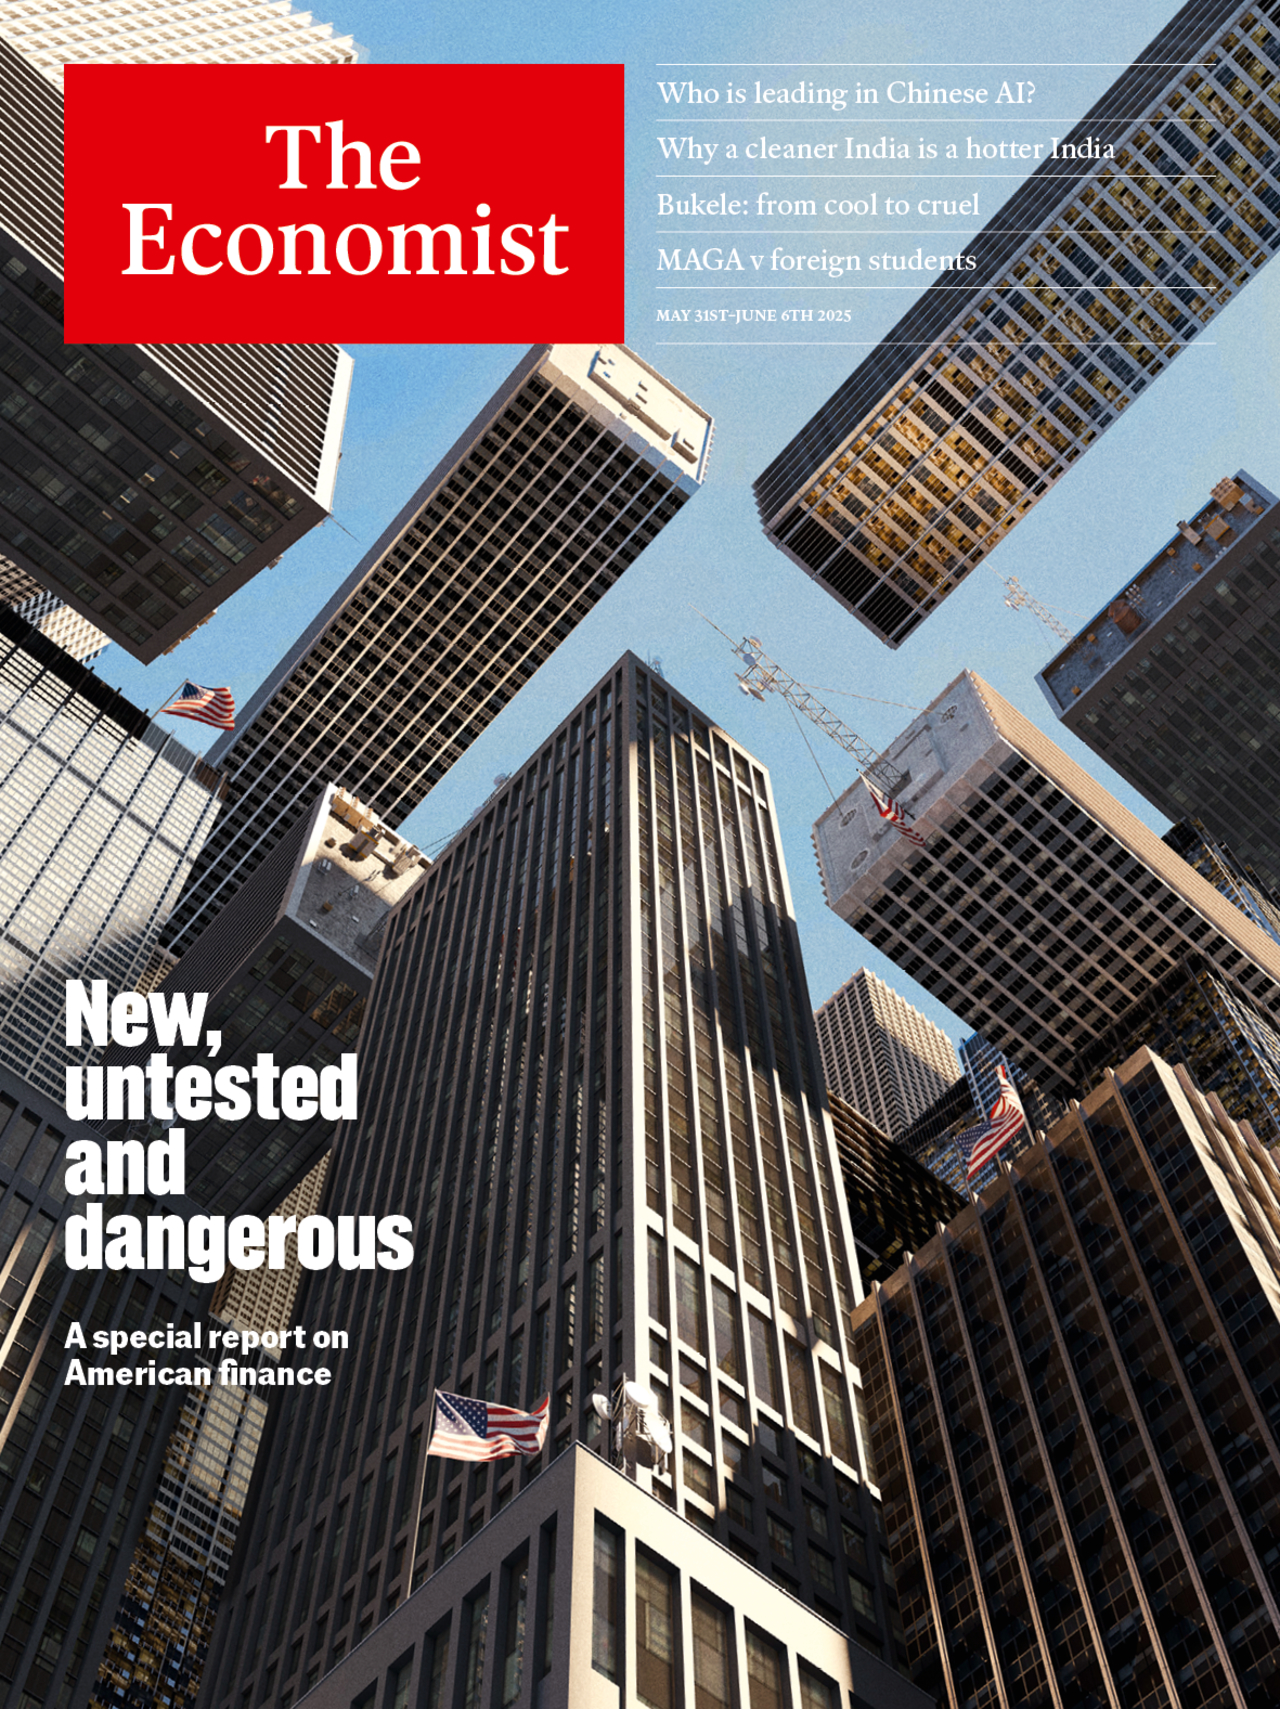 The
Economist
Who is leading in Chinese AI?
Why a cleaner India is a hotter India
Bukele: from cool to cruel
MAGA v foreign students
MAY 31ST–JUNE 6TH 2025
New,
untested
and
dangerous
A special report on
American finance